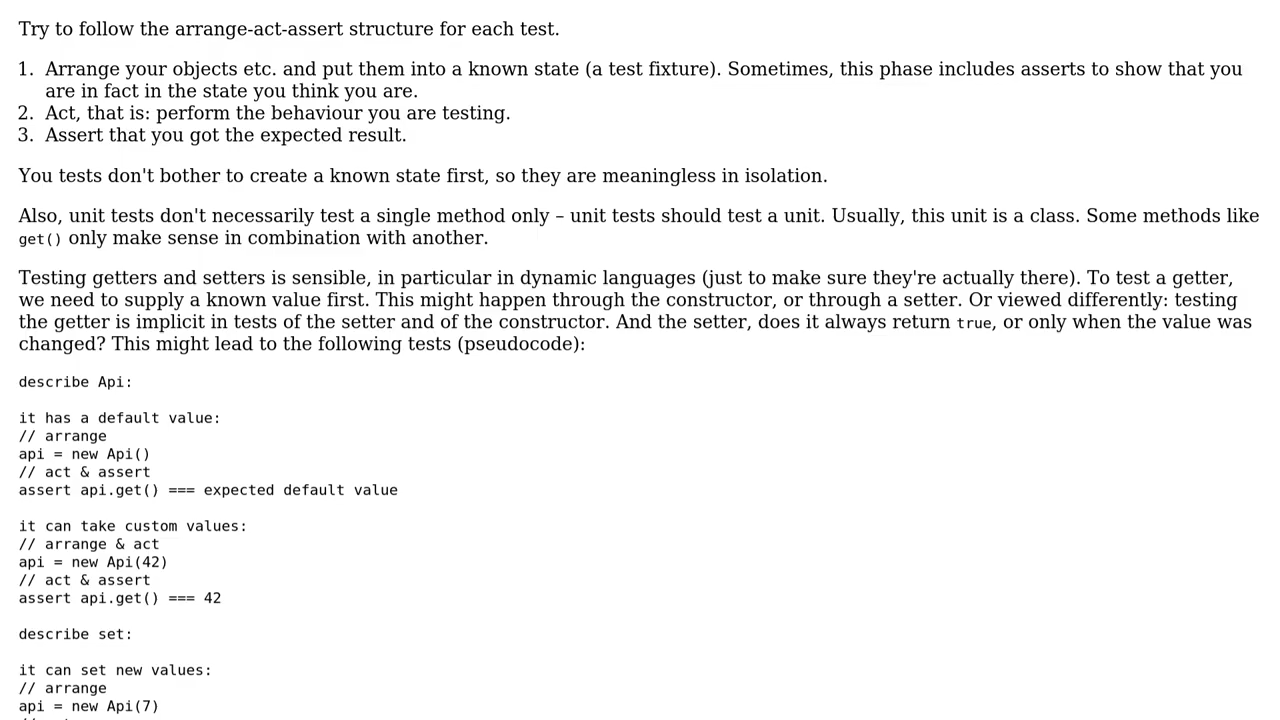 Try to follow the arrange-act-assert structure for each test.
1. Arrange your objects etc. and put them into a known state (a test fixture). Sometimes, this phase includes asserts to show that you
are in fact in the state you think you are.
2. Act, that is: perform the behaviour you are testing.
3. Assert that you got the expected result.
You tests don't bother to create a known state first, so they are meaningless in isolation.
Also, unit tests don't necessarily test a single method only – unit tests should test a unit. Usually, this unit is a class. Some methods like
get() only make sense in combination with another.
Testing getters and setters is sensible, in particular in dynamic languages (just to make sure they're actually there). To test a getter,
we need to supply a known value first. This might happen through the constructor, or through a setter. Or viewed differently: testing
the getter is implicit in tests of the setter and of the constructor. And the setter, does it always return true, or only when the value was
changed? This might lead to the following tests (pseudocode):
describe Api:
it has a default value:
// arrange
api = new Api()
// act & assert
assert api.get() === expected default value
it can take custom values:
// arrange & act
api = new Api(42)
// act & assert
assert api.get() === 42
describe set:
it can set new values:
// arrange
api = new Api(7)